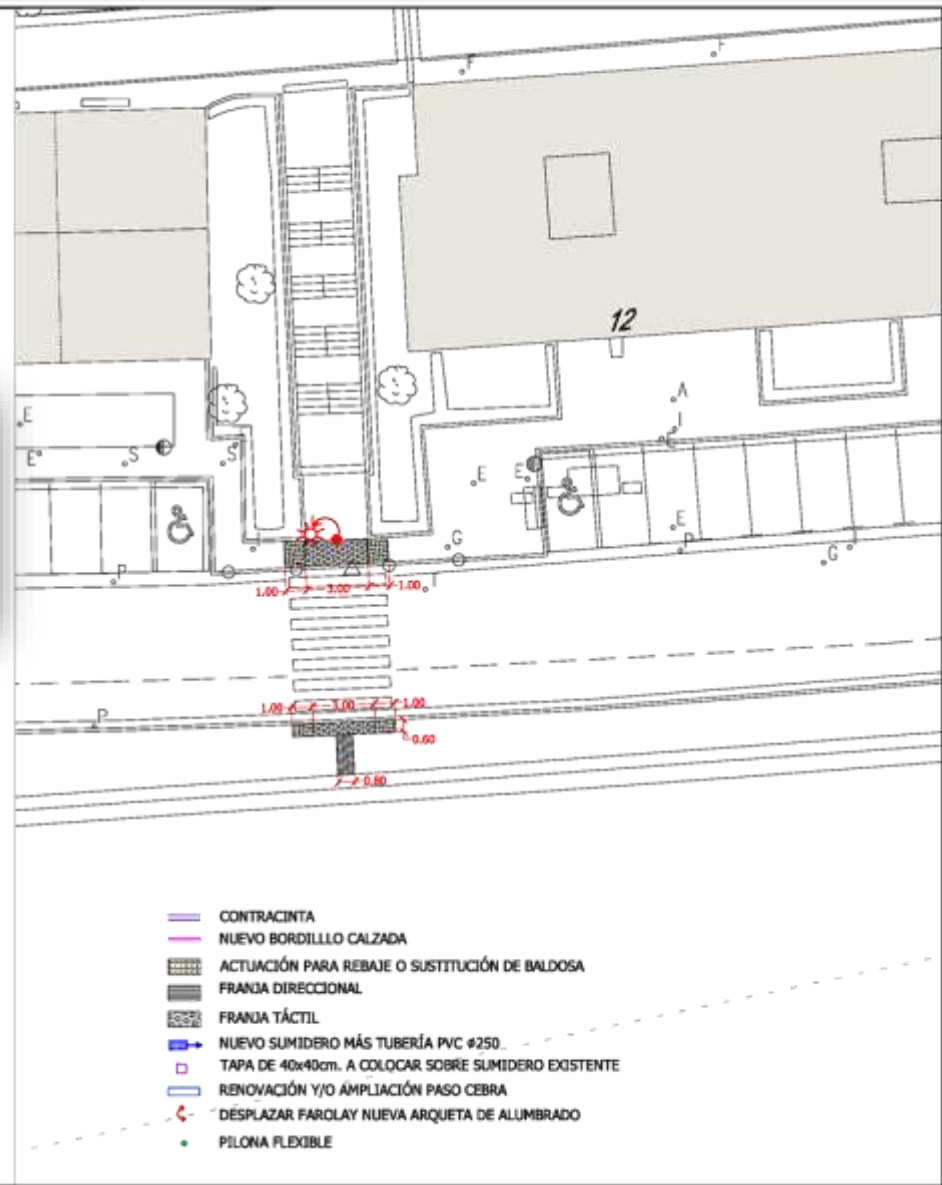 F
F
12
A
J
E
E
E
S
S
E
E
E
G
P
G
P
I
1.00 3.00 1.00
P
1.00 3.00 1.00
0.60
0.80
CONTRACINTA
NUEVO BORDILLLO CALZADA
ACTUACIÓN PARA REBAJE O SUSTITUCIÓN DE BALDOSA
FRANJA DIRECCIONAL
FRANJA TÁCTIL
NUEVO SUMIDERO MÁS TUBERÍA PVC ø250
TAPA DE 40x40cm. A COLOCAR SOBRE SUMIDERO EXISTENTE
RENOVACIÓN Y/O AMPLIACIÓN PASO CEBRA
DESPLAZAR FAROLAY NUEVA ARQUETA DE ALUMBRADO
PILONA FLEXIBLE